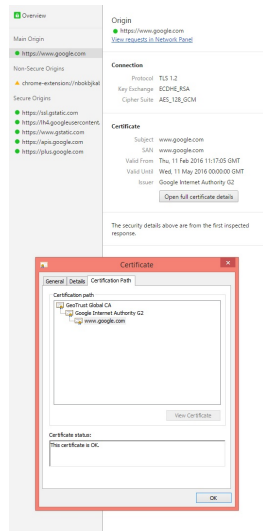 Overview
Main Origin
https://www.google.com
Non-Secure Origins
chrome-extension://nbokbjkal
Secure Origins
https://ssl.gstatic.com
https://lh4.googleusercontent.
https://www.gstatic.com
https://apis.google.com
https://plus.google.com
Origin
https://www.google.com
View requests in Network Panel
Connection
Protocol TLS 1.2
Key Exchange ECDHE_RSA
Cipher Suite AES_128_GCM
Certificate
Subject www.google.com
SAN www.google.com
Valid From Thu, 11 Feb 2016 11:17:05 GMT
Valid Until Wed, 11 May 2016 00:00:00 GMT
Issuer Google Internet Authority G2
Open full certificate details
The security details above are from the first inspected
response.
Certificate
General Details Certification Path
Certification path
GeoTrust Global CA
Google Internet Authority G2
www.google.com
View Certificate
Certificate status:
This certificate is OK.
OK